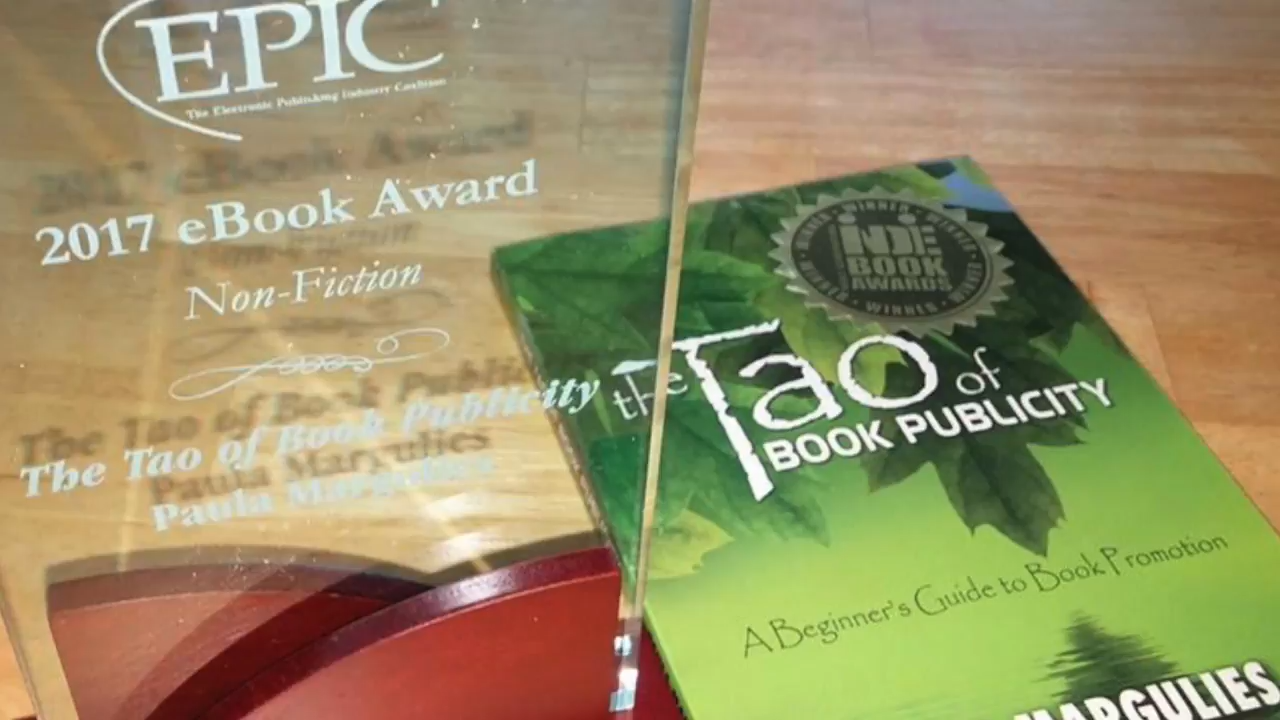 EPIC
The Electronic Publishing Industry Coalition
2017 eBook Award
Non-Fiction
The Tao of Book Publicity
Paula Margulies
WINNER
INDIE
BOOK
AWARDS
WINNER
the Tao of
BOOK PUBLICITY
A Beginner's Guide to Book Promotion
MARGULIES